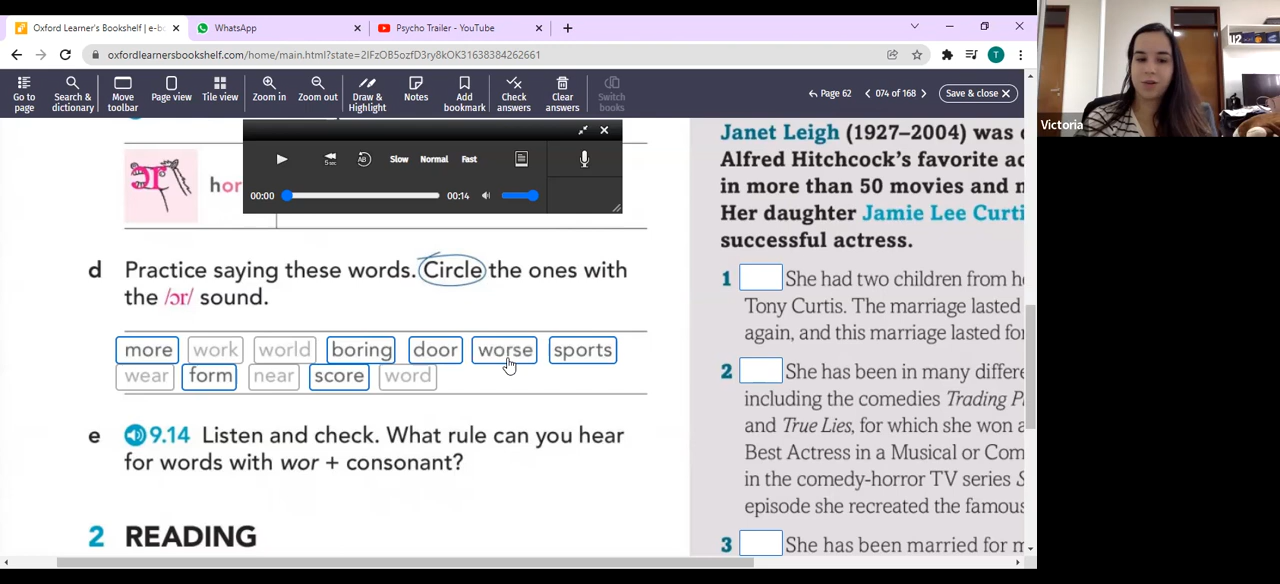 Oxford Learner's Bookshelf | e-b
WhatsApp
Psycho Trailer - YouTube
oxfordlearnersbookshelf.com/home/main.html?state=2IFzOB5ozfD3ry8kOK31638384262661
T
Go to page
Search & dictionary
Move toolbar
Page view
Tile view
Zoom in
Zoom out
Draw & Highlight
Notes
Add bookmark
Check answers
Clear answers
Switch books
Page 62
074 of 168
Save & close
5 sec
AB
Slow
Normal
Fast
00:00
00:14
ɔr
hor
d Practice saying these words. Circle the ones with
the /ɔr/ sound.
more work world boring door worse sports
wear form near score word
e 9.14 Listen and check. What rule can you hear
for words with wor + consonant?
2 READING
Janet Leigh (1927–2004) was
Alfred Hitchcock's favorite ac
in more than 50 movies and
Her daughter Jamie Lee Curti
successful actress.
1 She had two children from
Tony Curtis. The marriage lasted
again, and this marriage lasted for
2 She has been in many differe
including the comedies Trading P
and True Lies, for which she won a
Best Actress in a Musical or Com
in the comedy-horror TV series
episode she recreated the famous
3 She has been married for
Victoria
U2